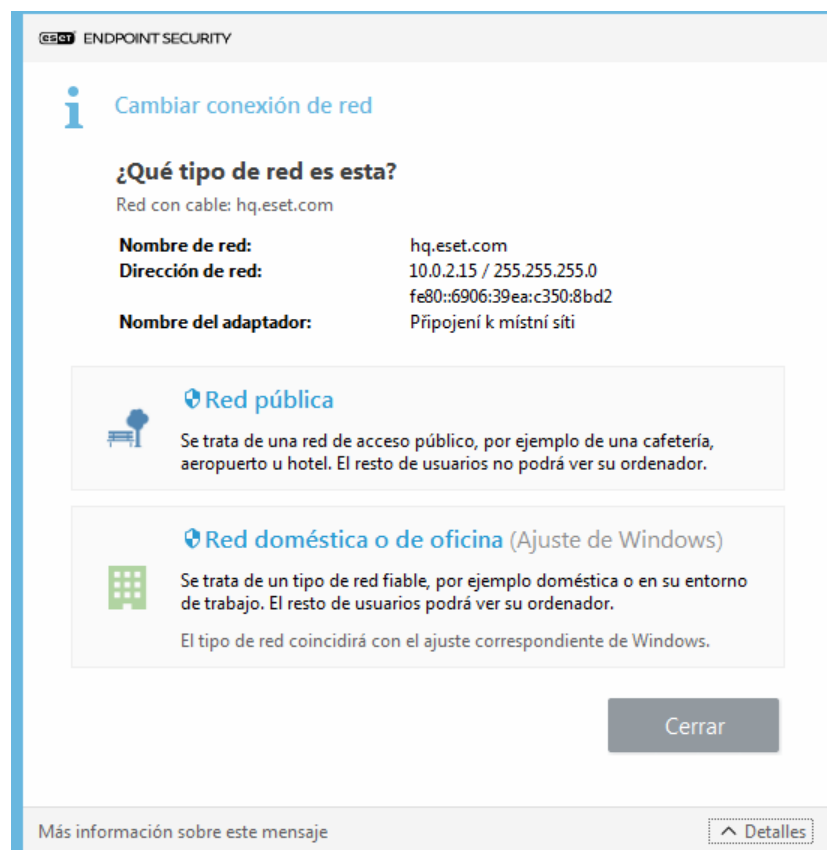 eset ENDPOINT SECURITY
Cambiar conexión de red
¿Qué tipo de red es esta?
Red con cable: hq.eset.com
Nombre de red: hq.eset.com
Dirección de red: 10.0.2.15 / 255.255.255.0
fe80::6906:39ea:c350:8bd2
Nombre del adaptador: Připojení k místní síti
Red pública
Se trata de una red de acceso público, por ejemplo de una cafetería,
aeropuerto u hotel. El resto de usuarios no podrá ver su ordenador.
Red doméstica o de oficina (Ajuste de Windows)
Se trata de un tipo de red fiable, por ejemplo doméstica o en su entorno
de trabajo. El resto de usuarios podrá ver su ordenador.
El tipo de red coincidirá con el ajuste correspondiente de Windows.
Cerrar
Más información sobre este mensaje
Detalles